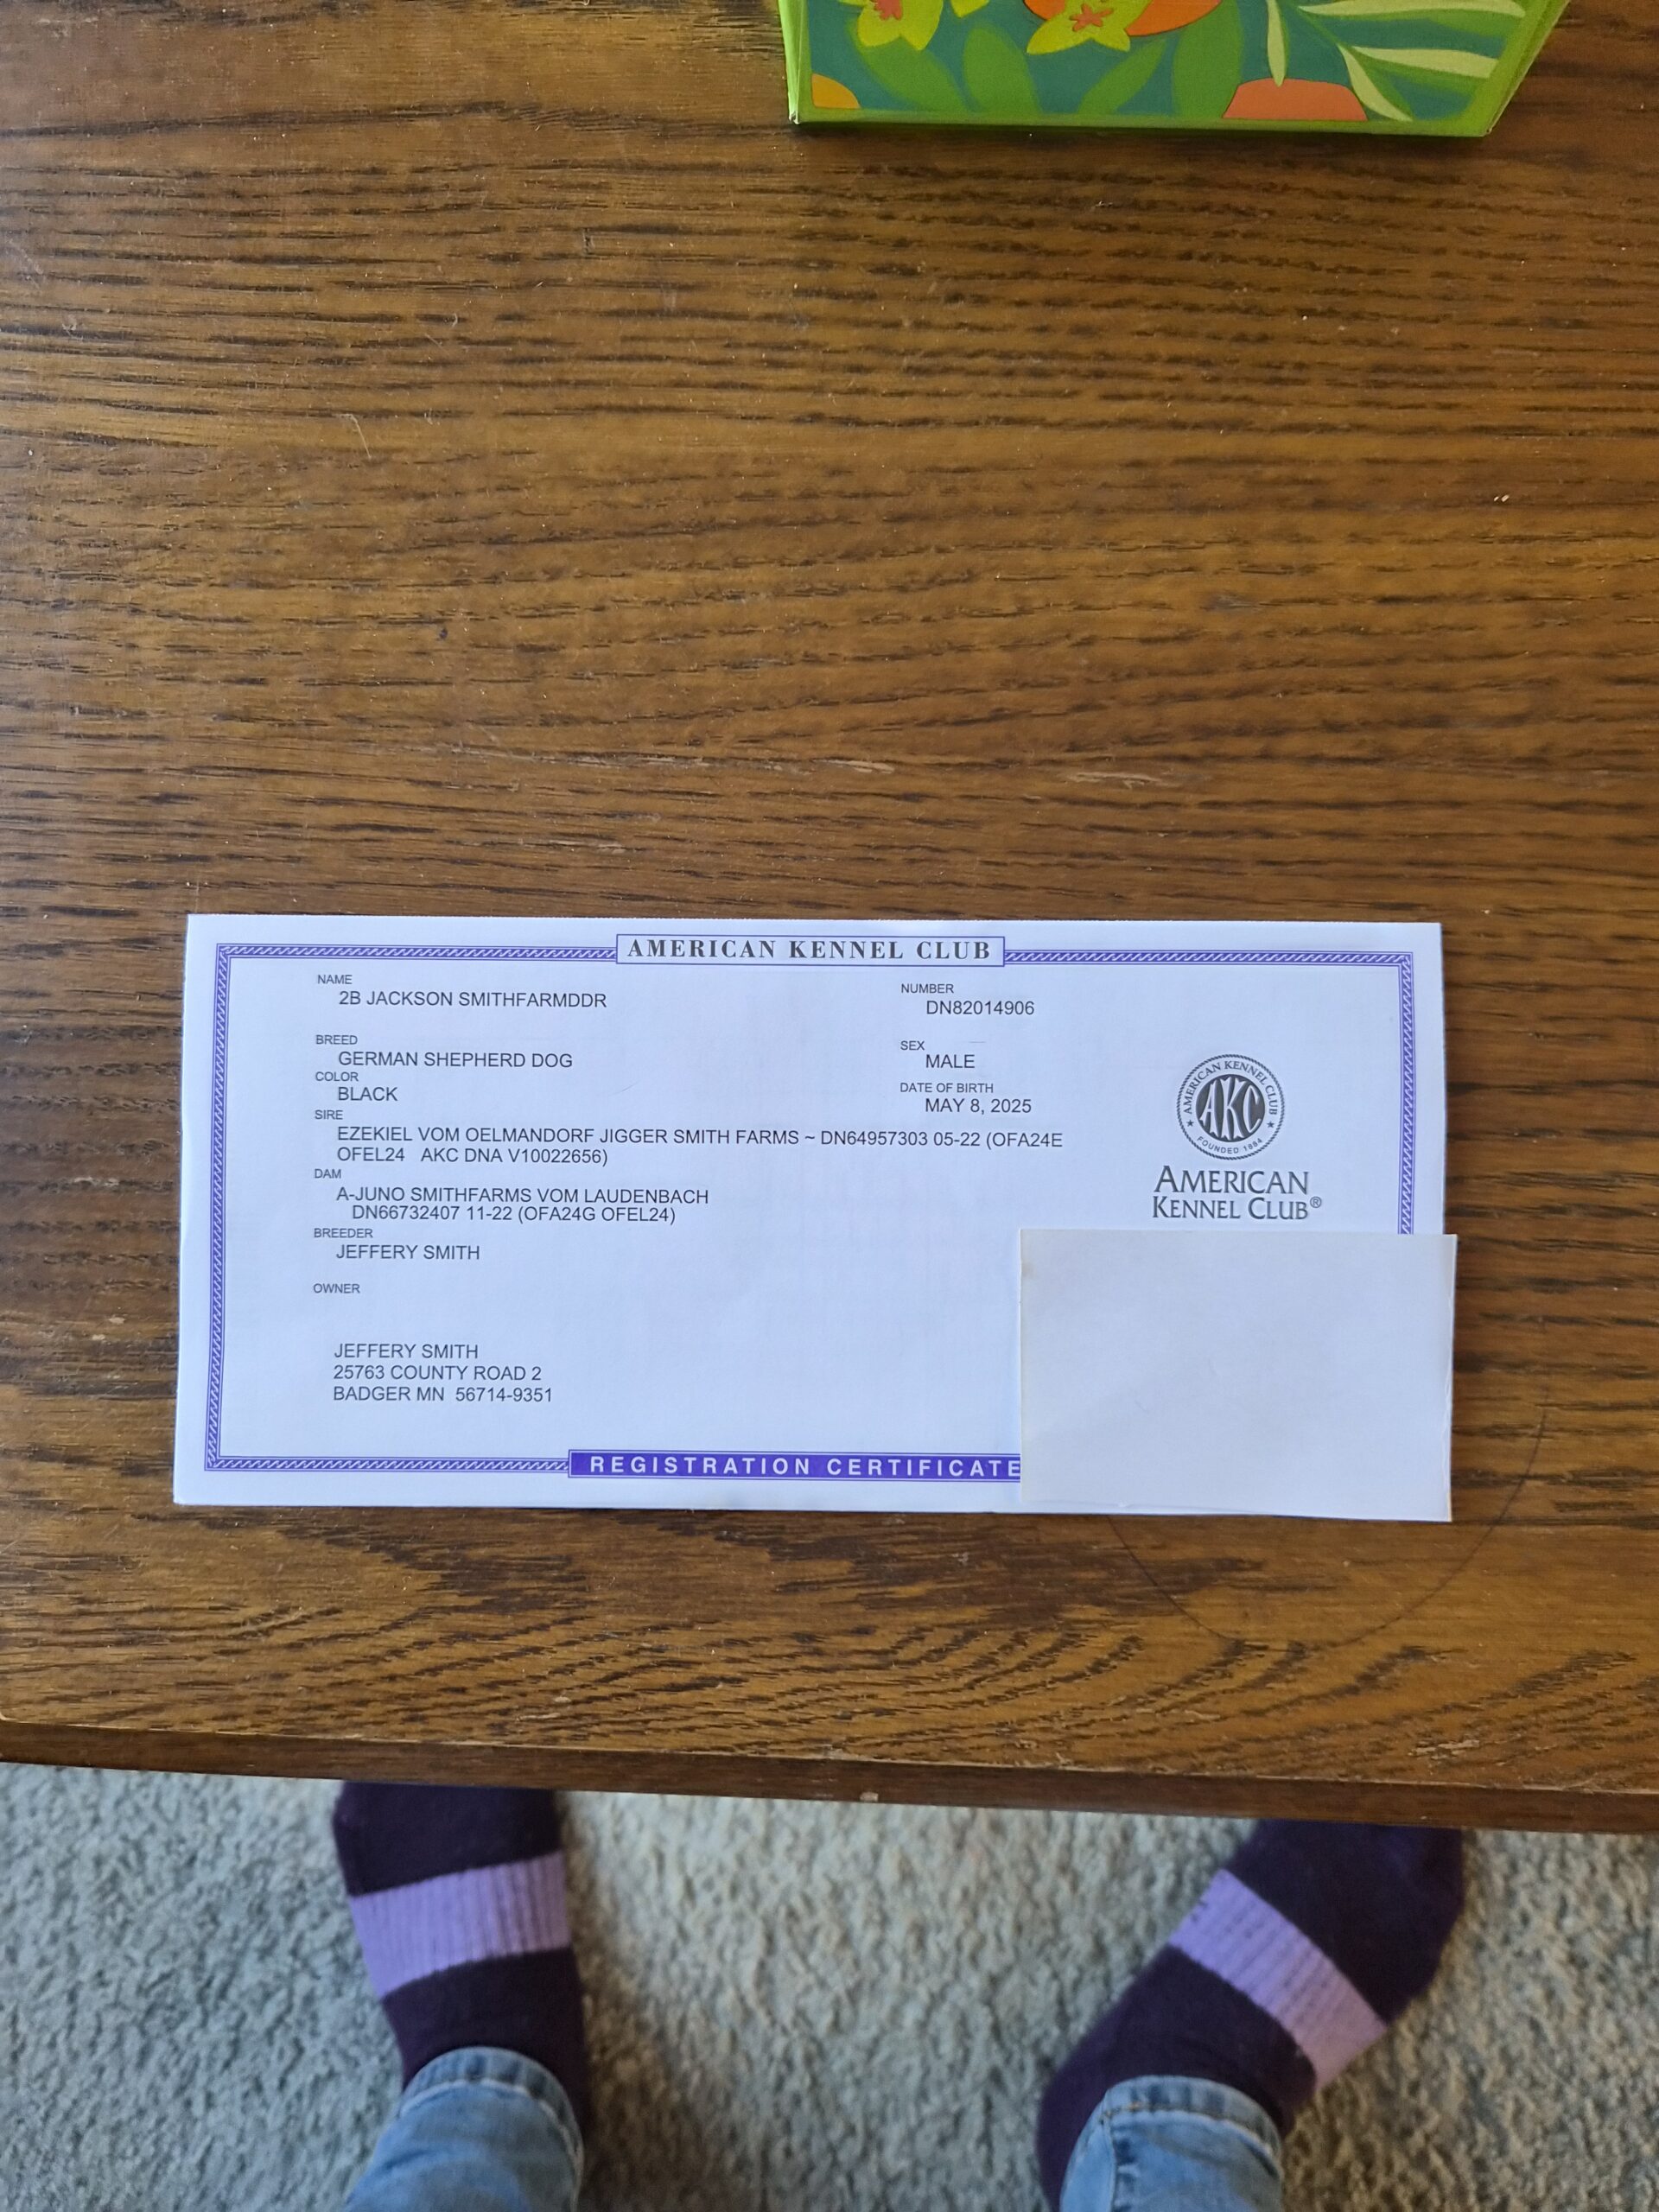 AMERICAN KENNEL CLUB
NAME
2B JACKSON SMITHFARMDDR
NUMBER
DN82014906
BREED
GERMAN SHEPHERD DOG
SEX
MALE
COLOR
BLACK
DATE OF BIRTH
MAY 8, 2025
SIRE
EZEKIEL VOM OELMANDORF JIGGER SMITH FARMS ~ DN64957303 05-22 (OFA24E
OFEL24 AKC DNA V10022656)
DAM
A-JUNO SMITHFARMS VOM LAUDENBACH
DN66732407 11-22 (OFA24G OFEL24)
BREEDER
JEFFERY SMITH
OWNER
JEFFERY SMITH
25763 COUNTY ROAD 2
BADGER MN 56714-9351
AMERICAN KENNEL CLUB
AKC
FOUNDED 1884
AMERICAN
KENNEL CLUB®
REGISTRATION CERTIFICATE